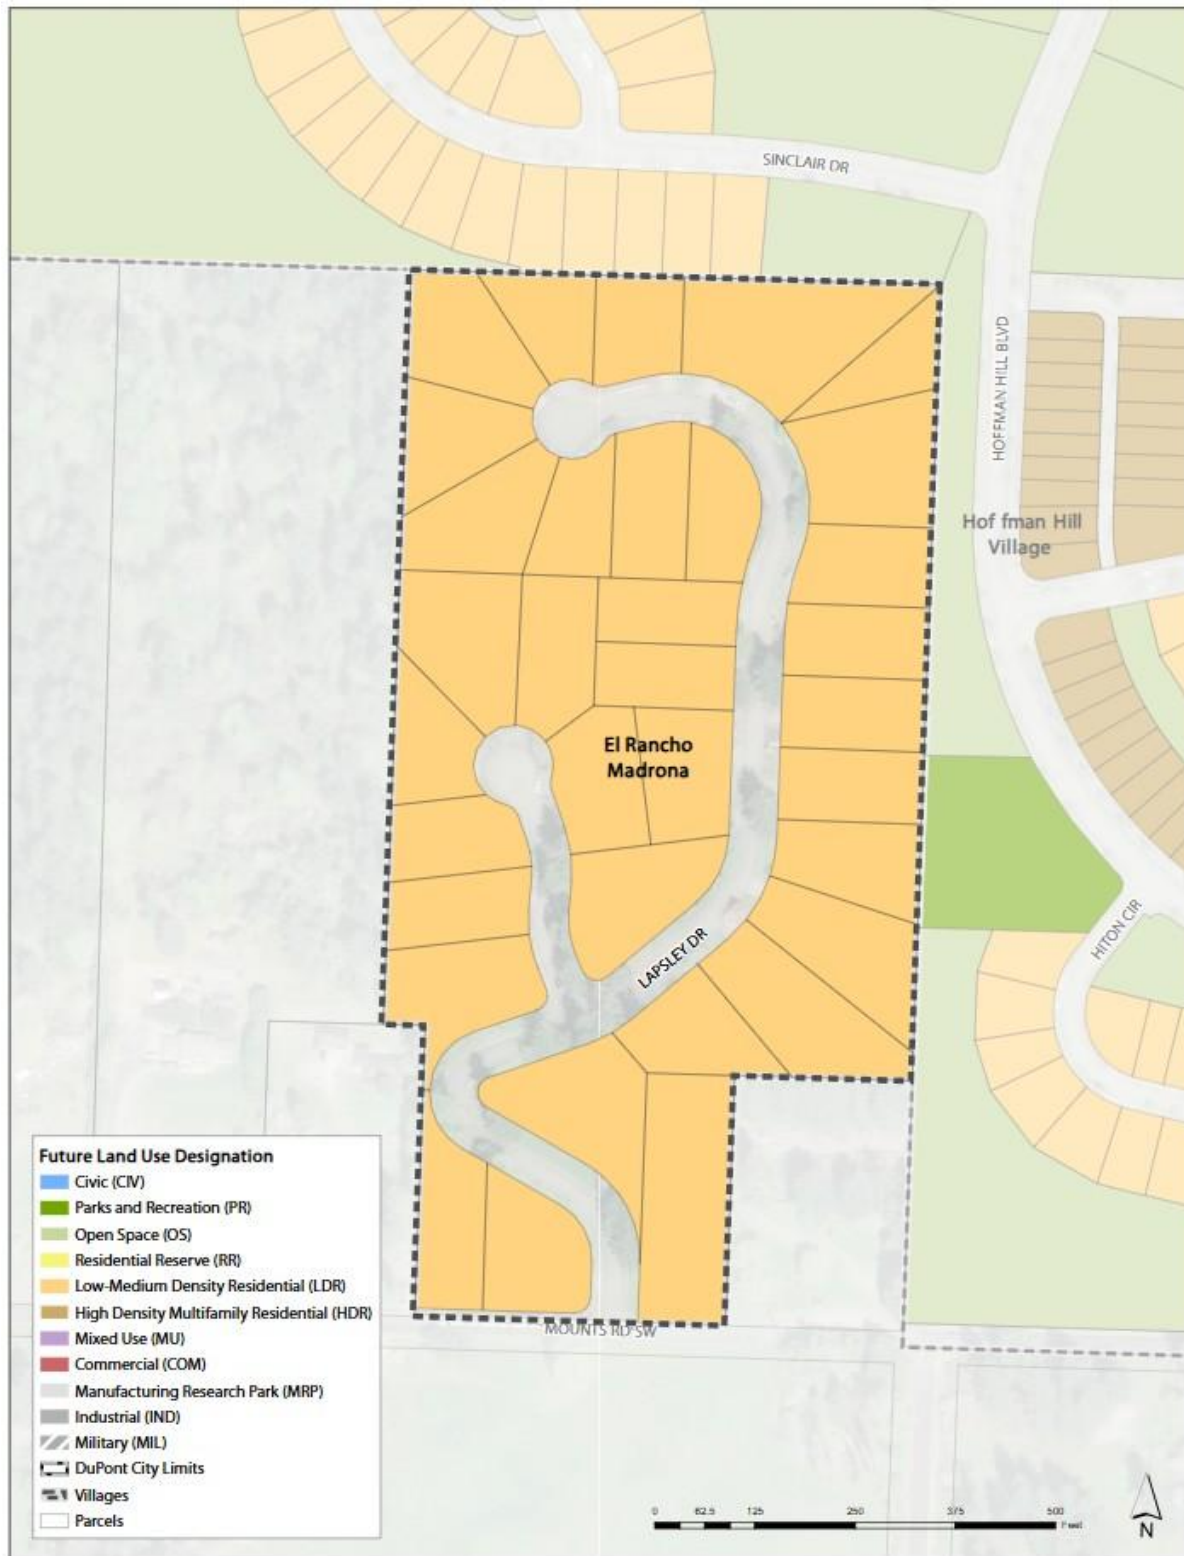 SINCLAIR DR
HOFFMAN HILL BLVD
Hof fman Hill
Village
El Rancho
Madrona
HITON CIR
LAPSLEY DR
Future Land Use Designation
Civic (CIV)
Parks and Recreation (PR)
Open Space (OS)
Residential Reserve (RR)
Low-Medium Density Residential (LDR)
High Density Multifamily Residential (HDR)
Mixed Use (MU)
Commercial (COM)
Manufacturing Research Park (MRP)
Industrial (IND)
Military (MIL)
DuPont City Limits
Villages
Parcels
MOUNTS RD SW
0 62.5 125 250 375 500
Feet
N